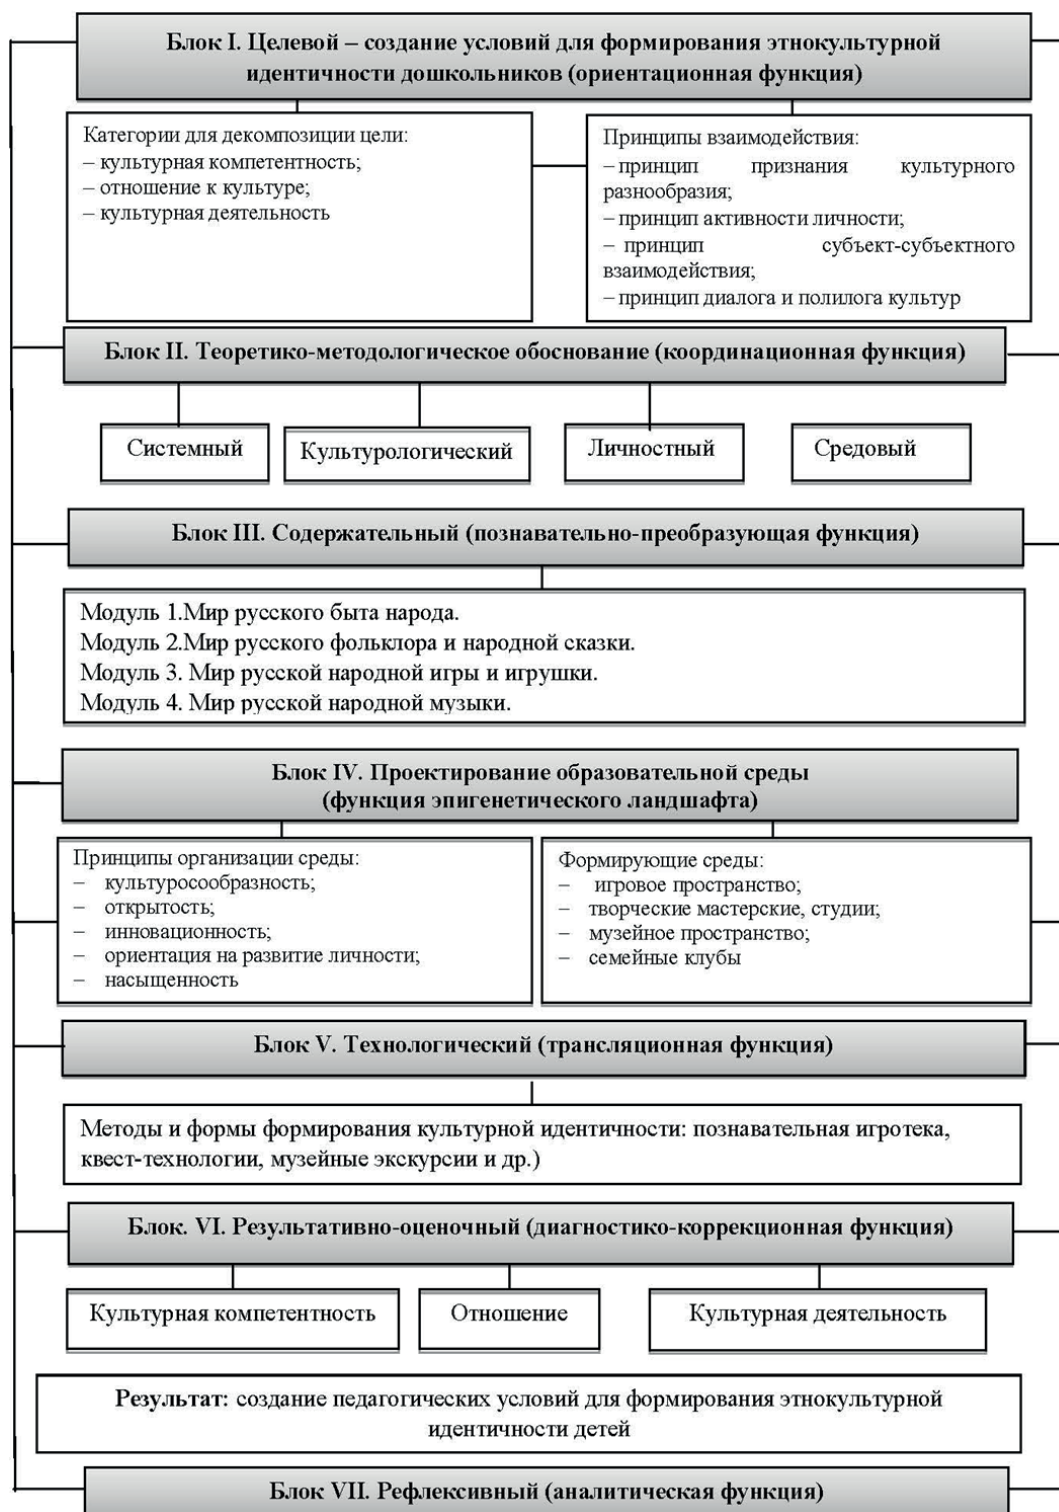 Блок I. Целевой – создание условий для формирования этнокультурной
идентичности дошкольников (ориентационная функция)
Категории для декомпозиции цели:
– культурная компетентность;
– отношение к культуре;
– культурная деятельность
Принципы взаимодействия:
– принцип признания культурного
разнообразия;
– принцип активности личности;
– принцип субъект-субъектного
взаимодействия;
– принцип диалога и полилога культур
Блок II. Теоретико-методологическое обоснование (координационная функция)
Системный
Культурологический
Личностный
Средовый
Блок III. Содержательный (познавательно-преобразующая функция)
Модуль 1.Мир русского быта народа.
Модуль 2.Мир русского фольклора и народной сказки.
Модуль 3. Мир русской народной игры и игрушки.
Модуль 4. Мир русской народной музыки.
Блок IV. Проектирование образовательной среды
(функция эпигенетического ландшафта)
Принципы организации среды:
– культуросообразность;
– открытость;
– инновационность;
– ориентация на развитие личности;
– насыщенность
Формирующие среды:
– игровое пространство;
– творческие мастерские, студии;
– музейное пространство;
– семейные клубы
Блок V. Технологический (трансляционная функция)
Методы и формы формирования культурной идентичности: познавательная игротека,
квест-технологии, музейные экскурсии и др.)
Блок. VI. Результативно-оценочный (диагностико-коррекционная функция)
Культурная компетентность
Отношение
Культурная деятельность
Результат: создание педагогических условий для формирования этнокультурной
идентичности детей
Блок VII. Рефлексивный (аналитическая функция)